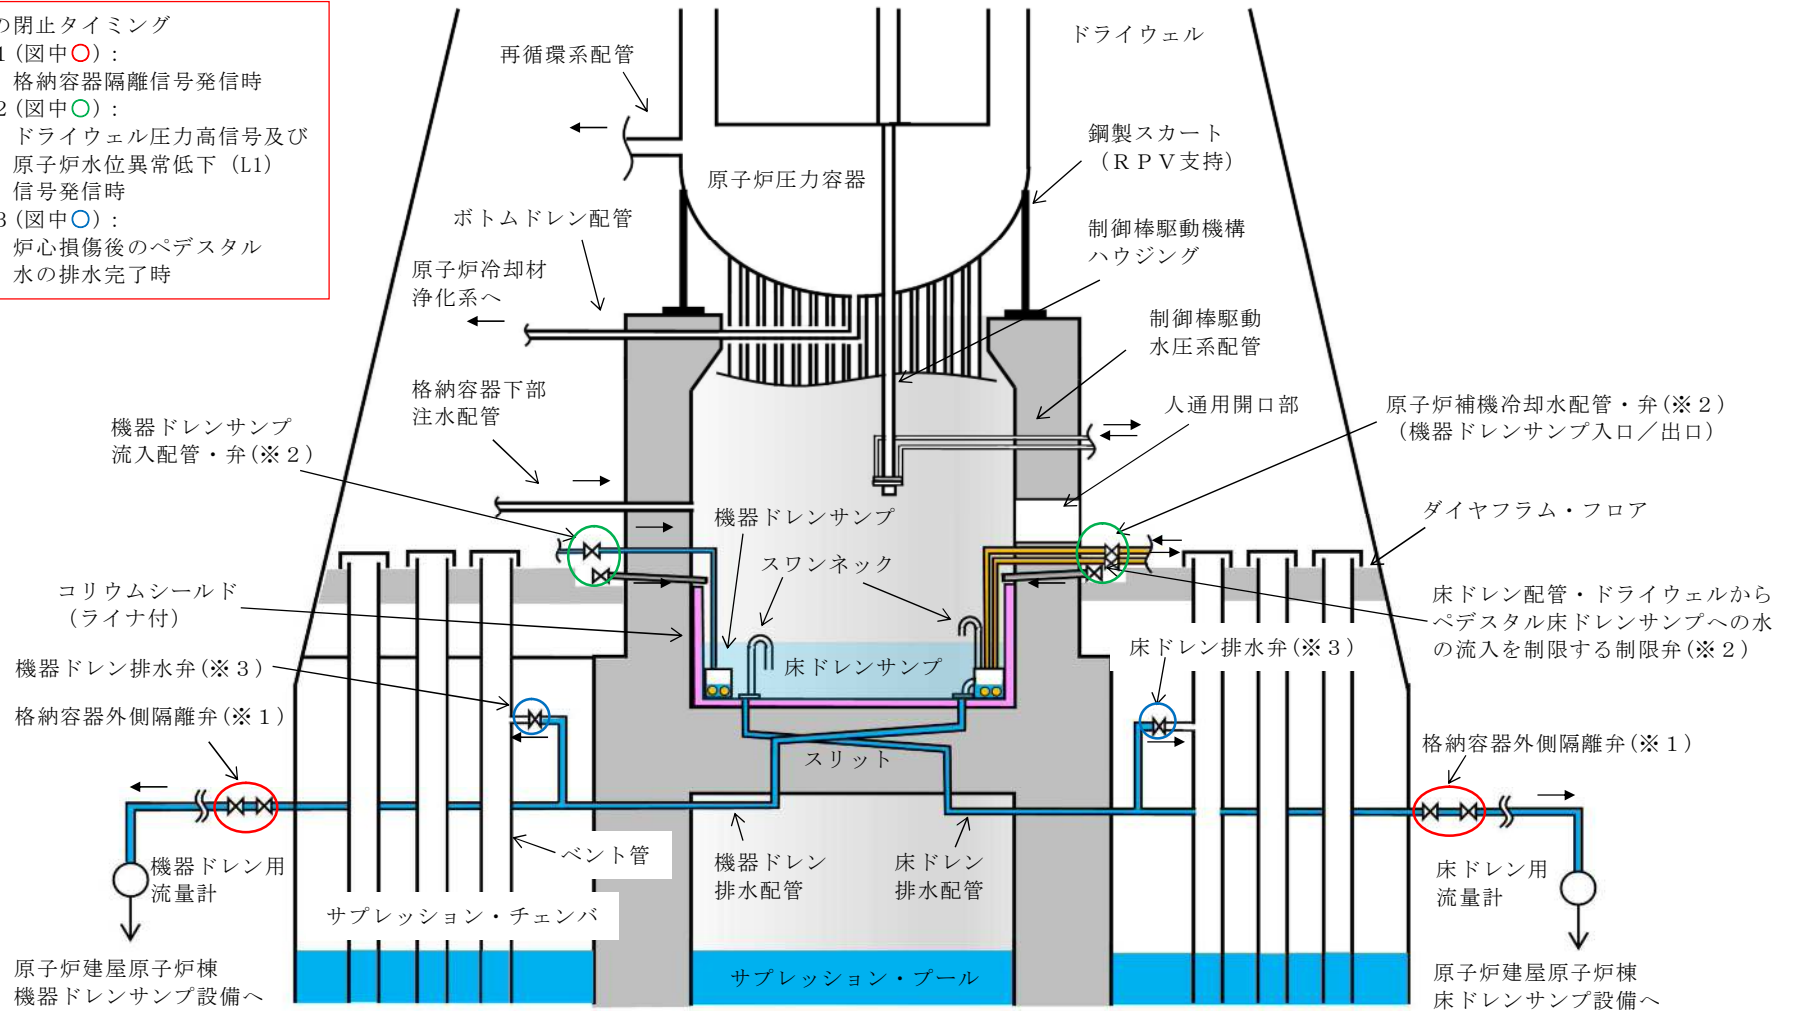 の閉止タイミング
1 (図中〇) :
格納容器隔離信号発信時
2 (図中〇) :
ドライウェル圧力高信号及び
原子炉水位異常低下 (L1)
信号発信時
3 (図中〇) :
炉心損傷後のペデスタル
水の排水完了時
再循環系配管
ドライウェル
原子炉圧力容器
鋼製スカート
（ＲＰＶ支持）
ボトムドレン配管
制御棒駆動機構
ハウジング
原子炉冷却材
浄化系へ
制御棒駆動
水圧系配管
格納容器下部
注水配管
人通用開口部
原子炉補機冷却水配管・弁(※２)
（機器ドレンサンプ入口／出口）
機器ドレンサンプ
流入配管・弁(※２)
機器ドレンサンプ
ダイヤフラム・フロア
スワンネック
コリウムシールド
（ライナ付）
床ドレン配管・ドライウェルから
ペデスタル床ドレンサンプへの水
の流入を制限する制限弁(※２)
床ドレンサンプ
床ドレン排水弁(※３)
機器ドレン排水弁(※３)
格納容器外側隔離弁(※１)
スリット
格納容器外側隔離弁(※１)
ベント管
機器ドレン
排水配管
床ドレン
排水配管
機器ドレン用
流量計
床ドレン用
流量計
サプレッション・チェンバ
サプレッション・プール
原子炉建屋原子炉棟
機器ドレンサンプ設備へ
原子炉建屋原子炉棟
床ドレンサンプ設備へ